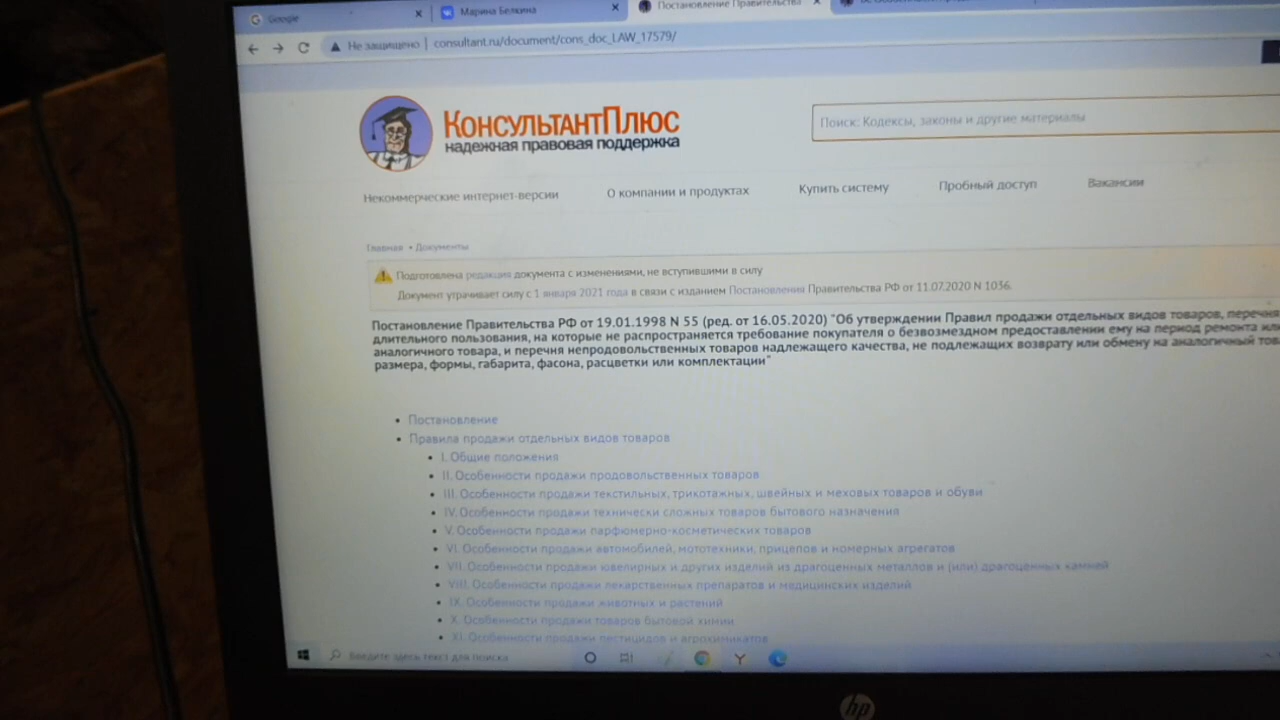 Google
Марина Белкина
Постановление Правительства
Не защищено | consultant.ru/document/cons_doc_LAW_17579/
КонсультантПлюс
надежная правовая поддержка
Поиск: Кодексы, законы и другие материалы
Некоммерческие интернет-версии О компании и продуктах Купить систему Пробный доступ Вакансии
Главная • Документы
Подготовлена редакция документа с изменениями, не вступившими в силу
Документ утрачивает силу с 1 января 2021 года в связи с изданием Постановления Правительства РФ от 11.07.2020 N 1036.
Постановление Правительства РФ от 19.01.1998 N 55 (ред. от 16.05.2020) "Об утверждении Правил продажи отдельных видов товаров, перечня
длительного пользования, на которые не распространяется требование покупателя о безвозмездном предоставлении ему на период ремонта или
аналогичного товара, и перечня непродовольственных товаров надлежащего качества, не подлежащих возврату или обмену на аналогичный
размера, формы, габарита, фасона, расцветки или комплектации"
• Постановление
• Правила продажи отдельных видов товаров
• I. Общие положения
• II. Особенности продажи продовольственных товаров
• III. Особенности продажи текстильных, трикотажных, швейных и меховых товаров и обуви
• IV. Особенности продажи технически сложных товаров бытового назначения
• V. Особенности продажи парфюмерно-косметических товаров
• VI. Особенности продажи автомобилей, мототехники, прицепов и номерных агрегатов
• VII. Особенности продажи ювелирных и других изделий из драгоценных металлов и (или) драгоценных камней
• VIII. Особенности продажи лекарственных препаратов и медицинских изделий
• IX. Особенности продажи животных и растений
• X. Особенности продажи товаров бытовой химии
• XI. Особенности продажи пестицидов и агрохимикатов
Введите здесь текст для поиска
hp